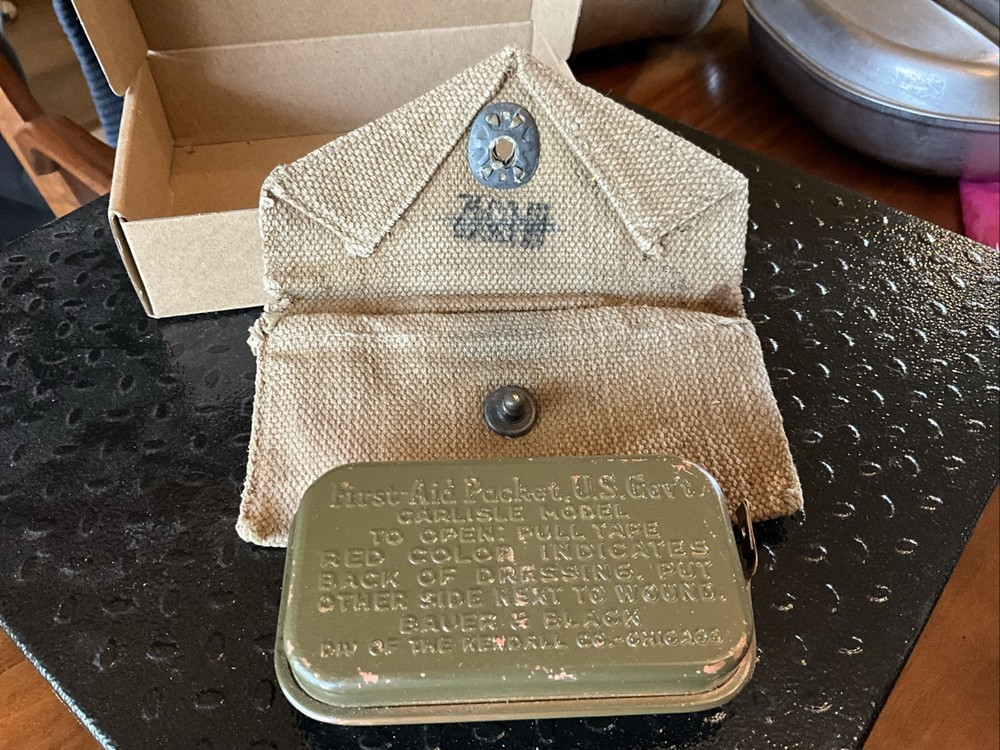 First-Aid Packet, U.S. Gov't
CARLISLE MODEL
TO OPEN: PULL TAPE
RED COLOR INDICATES
BACK OF DRESSING. PUT
OTHER SIDE NEXT TO WOUND.
BAUER & BLACK
DIV OF THE KENDALL CO.-CHICAGO